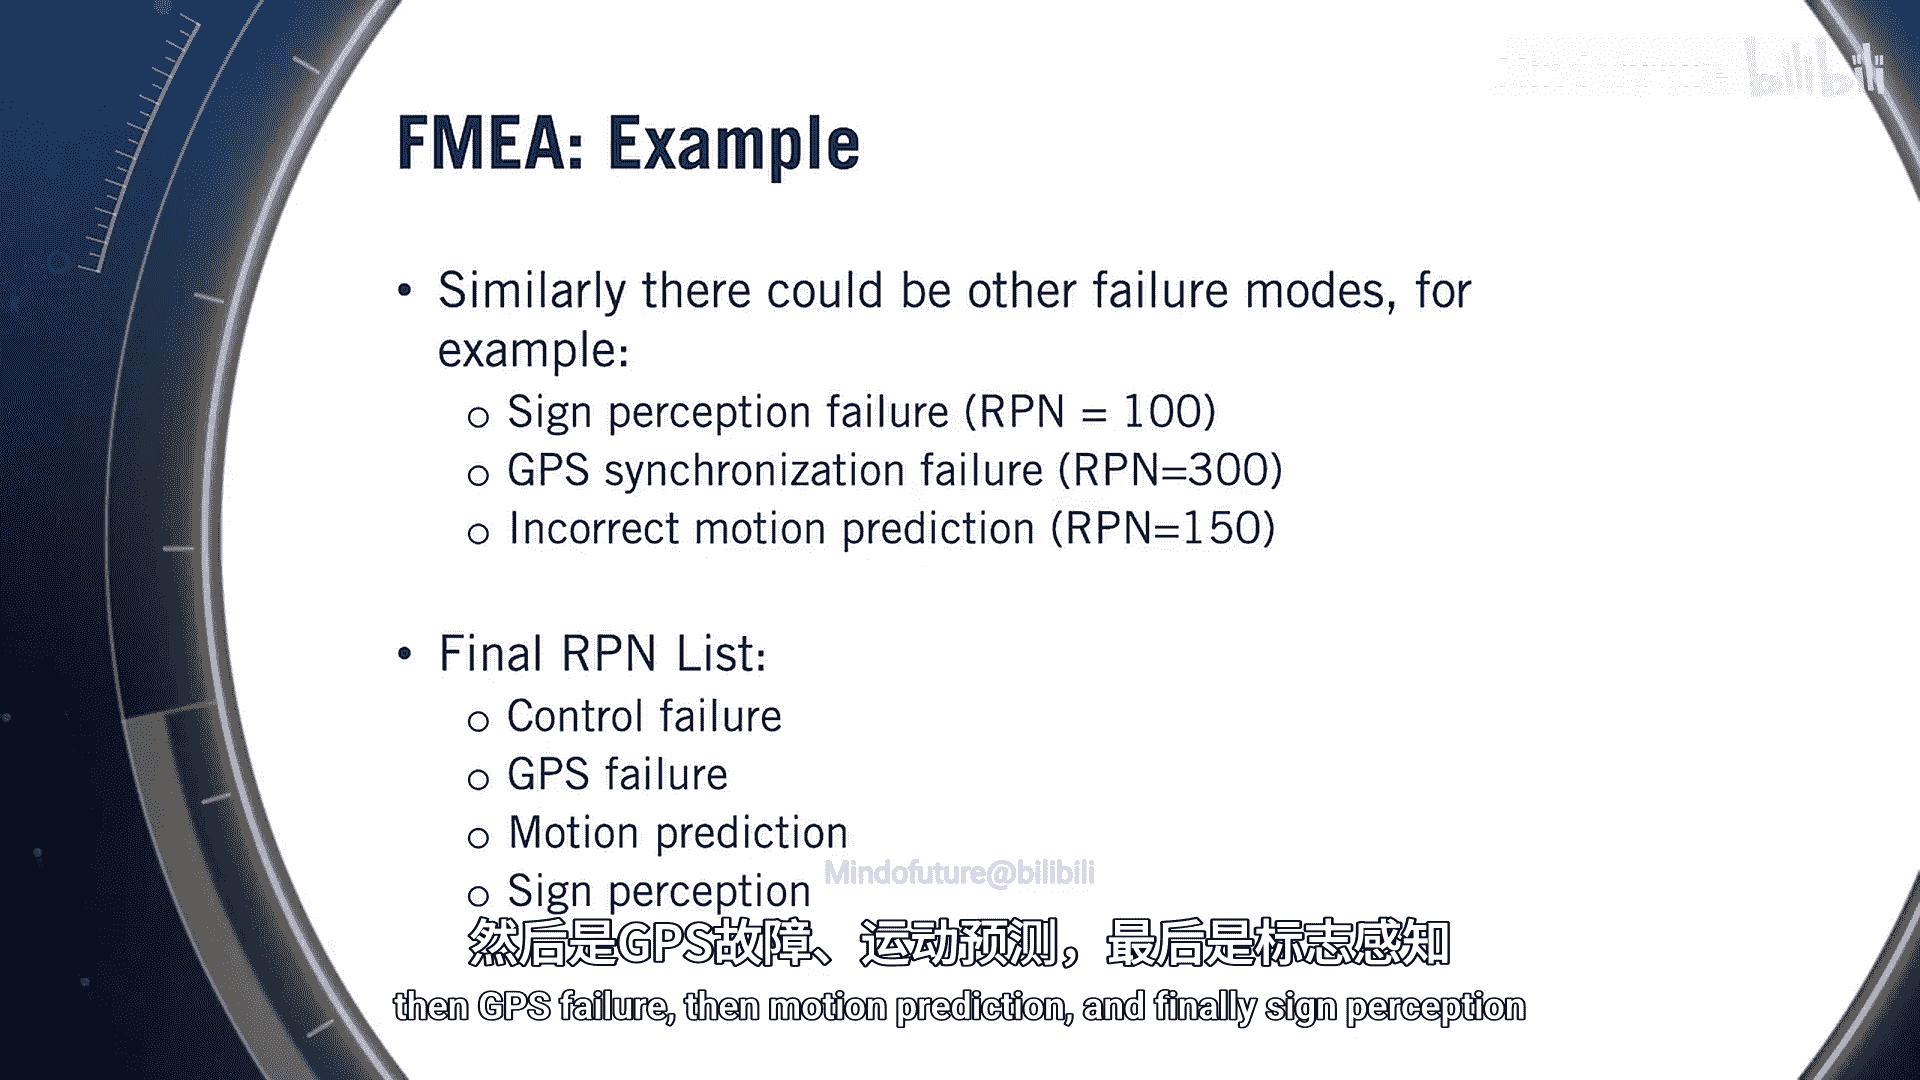 bilibili
FMEA: Example
• Similarly there could be other failure modes, for
example:
o Sign perception failure (RPN = 100)
o GPS synchronization failure (RPN=300)
o Incorrect motion prediction (RPN=150)
• Final RPN List:
o Control failure
o GPS failure
o Motion prediction
o Sign perception
Mindofuture@bilibili
然后是GPS故障、运动预测，最后是标志感知
then GPS failure, then motion prediction, and finally sign perception